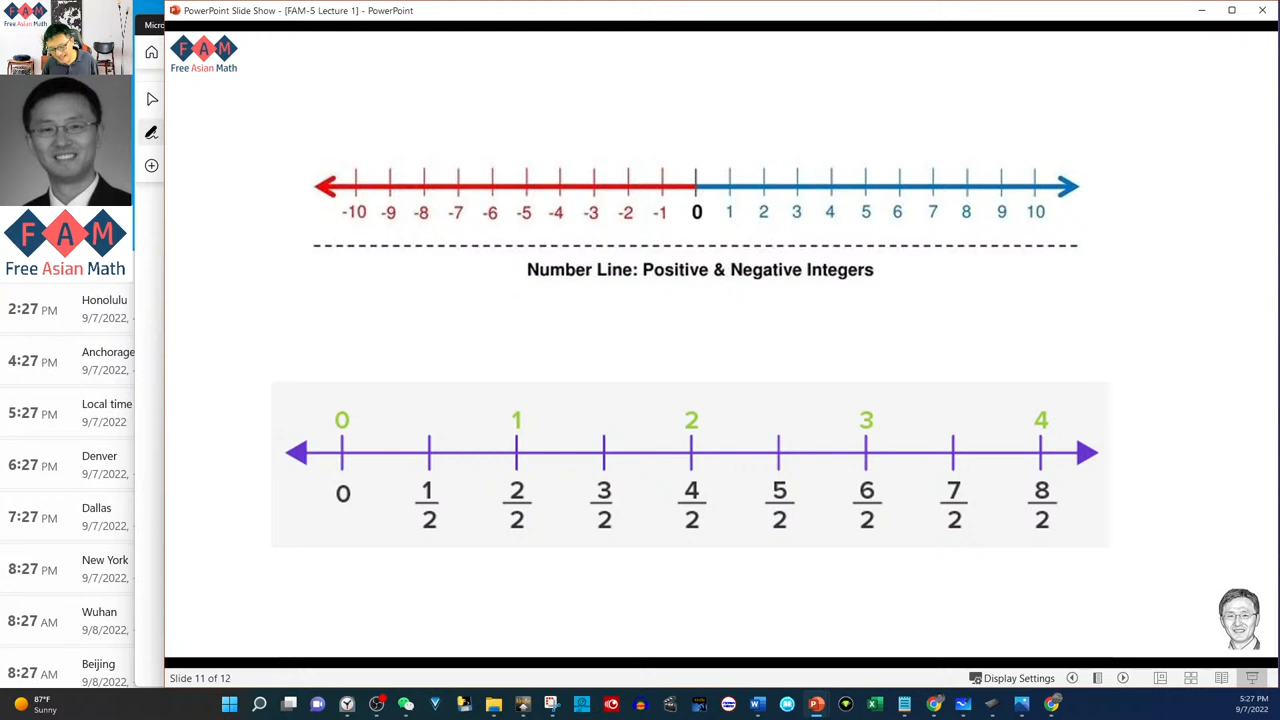 PowerPoint Slide Show - [FAM-5 Lecture 1] - PowerPoint
FAM
Free Asian Math
Micro
FAM
Free Asian Math
-10 -9 -8 -7 -6 -5 -4 -3 -2 -1 0 1 2 3 4 5 6 7 8 9 10
Number Line: Positive & Negative Integers
0 1 2 3 4
0 1/2 2/2 3/2 4/2 5/2 6/2 7/2 8/2
FAM
Free Asian Math
2:27 PM Honolulu
9/7/2022,
4:27 PM Anchorage
9/7/2022,
5:27 PM Local time
9/7/2022
6:27 PM Denver
9/7/2022,
7:27 PM Dallas
9/7/2022,
8:27 PM New York
9/7/2022,
8:27 AM Wuhan
9/8/2022,
8:27 AM Beijing
9/8/2022,
Slide 11 of 12
Display Settings
87°F
Sunny
5:27 PM
9/7/2022